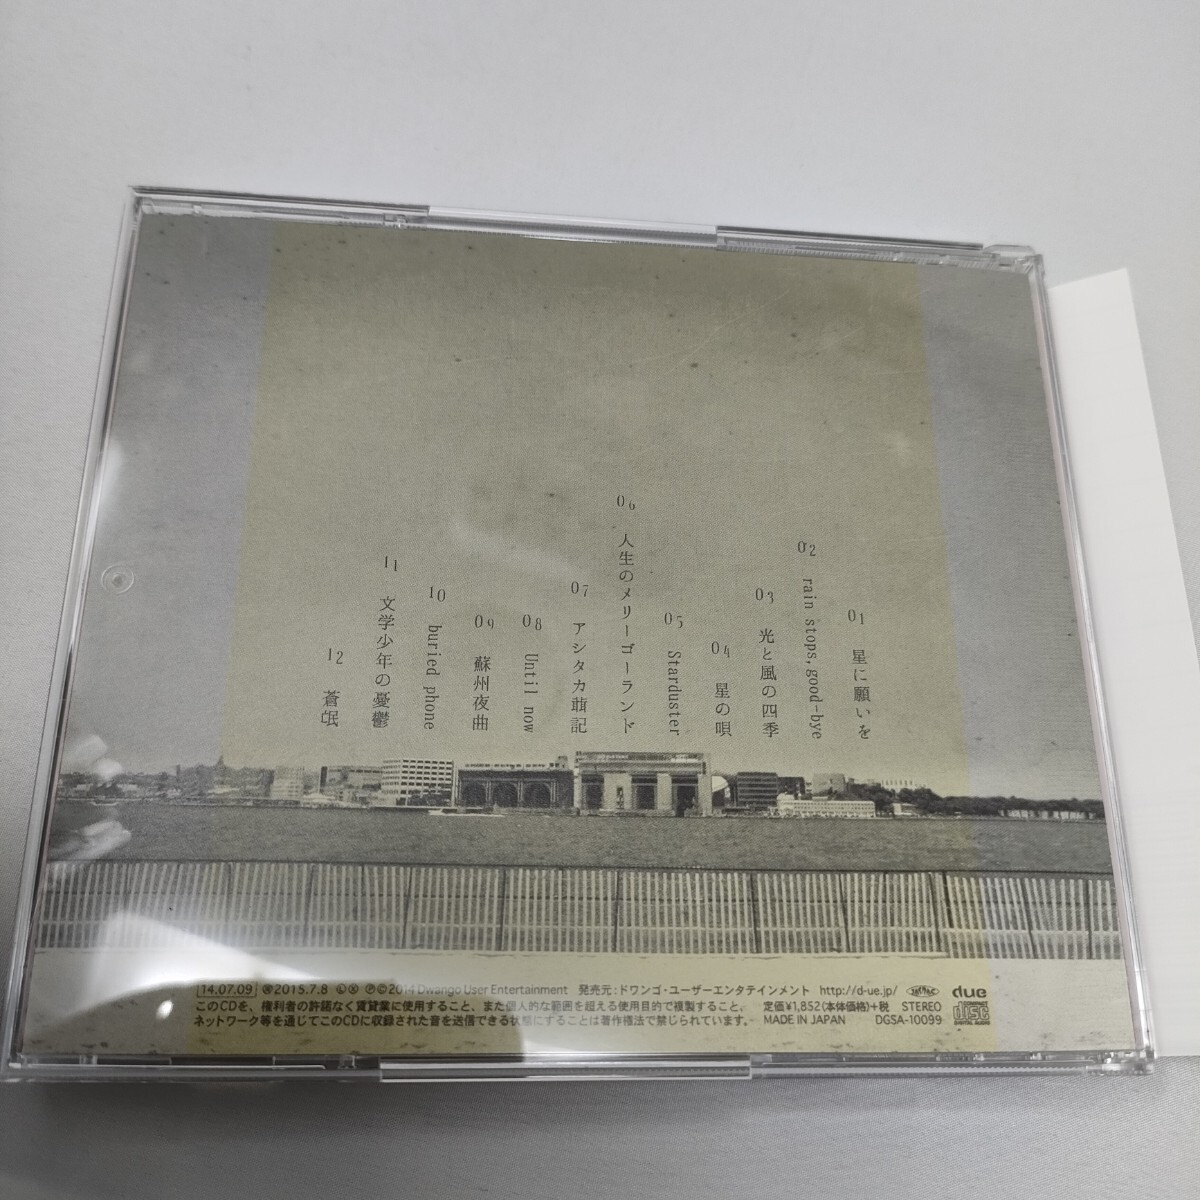 01 星に願いを
02 rain stops, good-bye
03 光と風の四季
04 星の唄
05 Starduster
06 人生のメリーゴーランド
07 アシタカ聶記
08 Until now
09 蘇州夜曲
10 buried phone
11 文学少年の憂鬱
12 蒼氓
14.07.09 Ⓡ2015.7.8 ⓁⓍ Ⓟ©2014 Dwango User Entertainment 発売元:ドワンゴ・ユーザーエンタテインメント http://d-ue.jp/ due
このCDを、権利者の許諾なく賃貸業に使用すること、また個人的な範囲を超える使用目的で複製すること、 定価¥1,852(本体価格)+税 STEREO
ネットワーク等を通じてこのCDに収録された音を送信できる状態にすることは著作権法で禁じられています。 MADE IN JAPAN DGSA-10099
COMPACT
disc
DIGITAL AUDIO